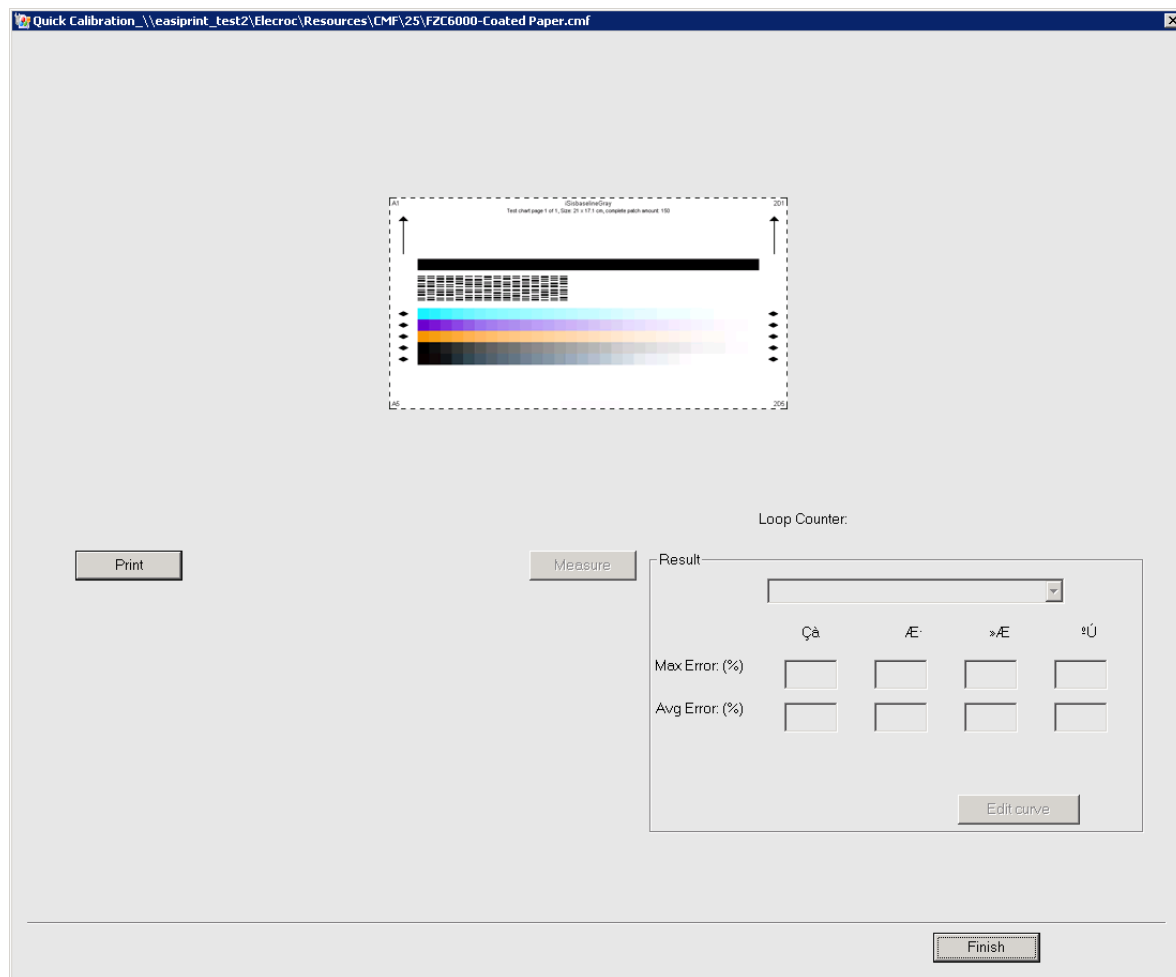 Quick Calibration_\\easiprint_test2\Elecroc\Resources\CMF\25\FZC6000-Coated Paper.cmf
A1
iSisbaselineGray
2D1
Test chart page 1 of 1, Size: 21 x 17.1 cm, complete patch amount: 150
A5
2D5
Loop Counter:
Print
Measure
Result
Çà
Æ·
»Æ
ºÚ
Max Error: (%)
Avg Error: (%)
Edit curve
Finish